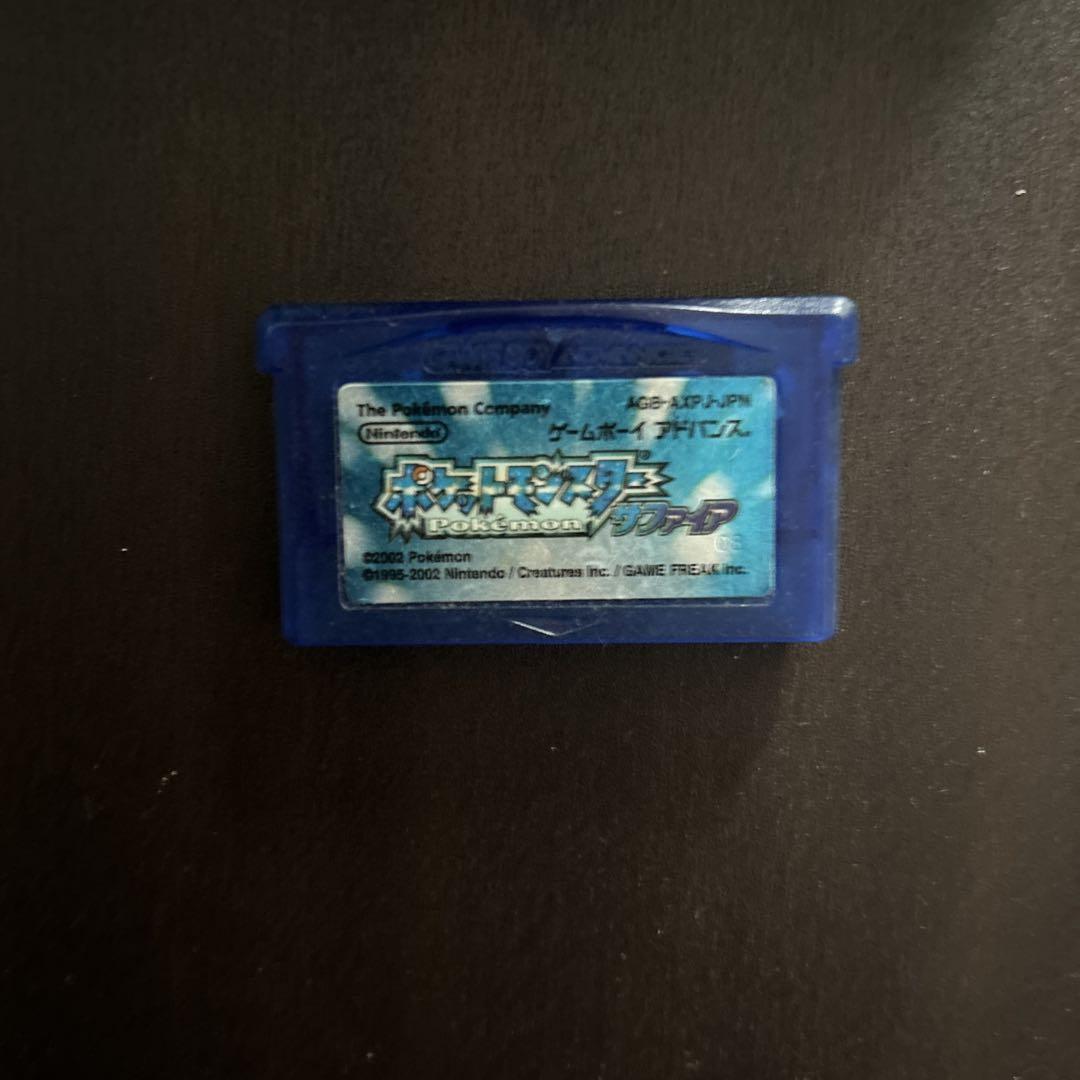 GAME BOY ADVANCE
The Pokémon Company
AGB-AXPJ-JPN
Nintendo
ゲームボーイ アドバンス
ポケットモンスター
Pokémon
サファイア
©2002 Pokémon
©1995-2002 Nintendo / Creatures inc. / GAME FREAK inc.